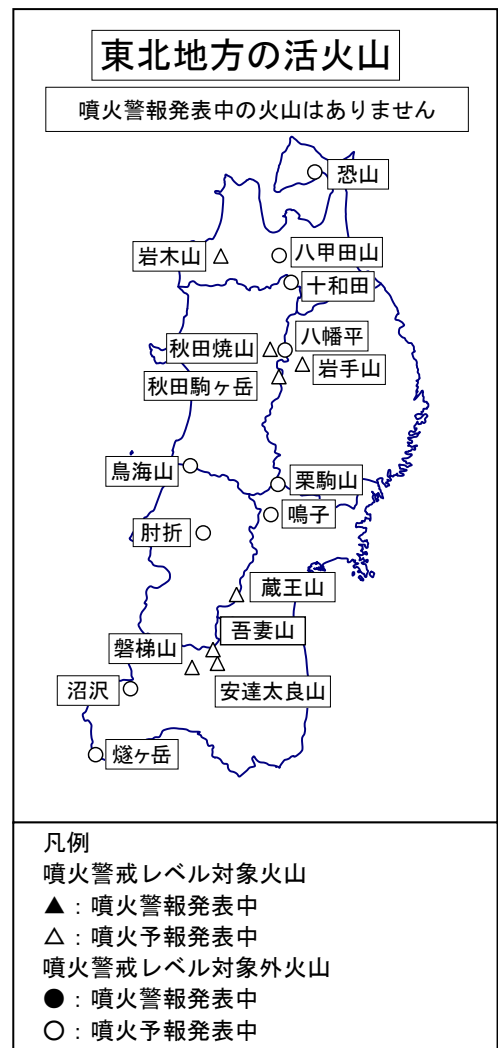 東北地方の活火山
噴火警報発表中の火山はありません
恐山
岩木山
八甲田山
十和田
秋田焼山
八幡平
岩手山
秋田駒ヶ岳
鳥海山
栗駒山
鳴子
肘折
蔵王山
吾妻山
磐梯山
沼沢
安達太良山
燧ヶ岳
凡例
噴火警戒レベル対象火山
▲：噴火警報発表中
△：噴火予報発表中
噴火警戒レベル対象外火山
●：噴火警報発表中
○：噴火予報発表中